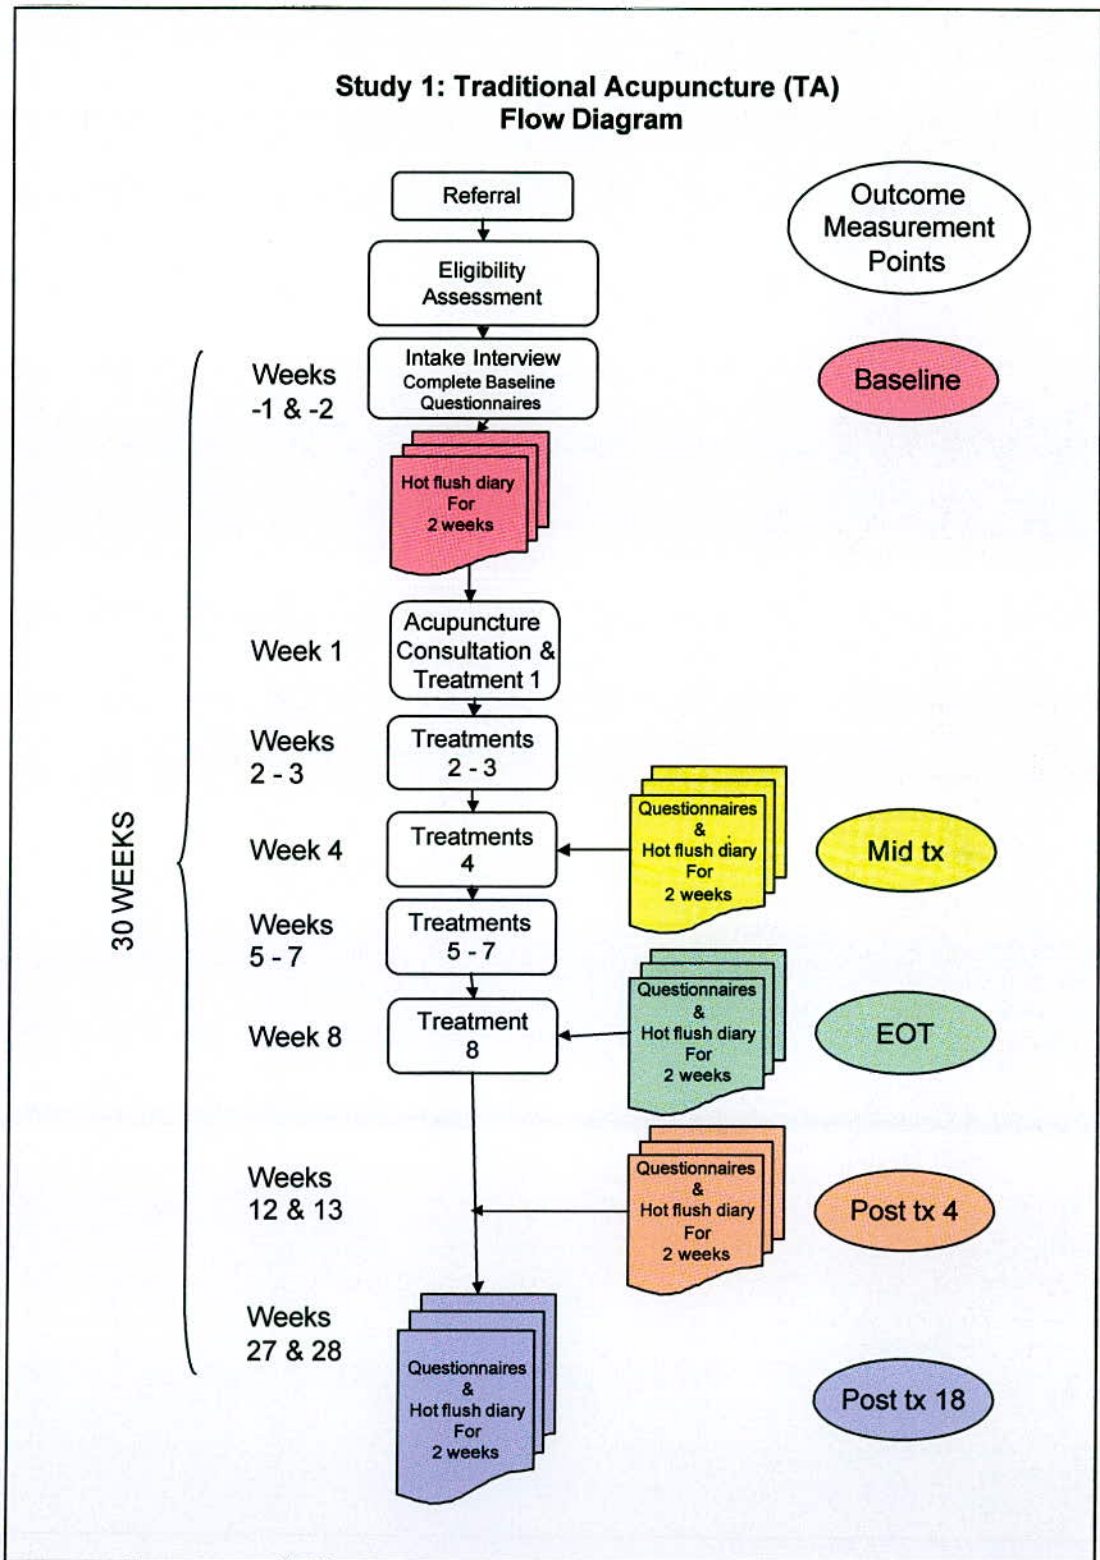 Study 1: Traditional Acupuncture (TA)
Flow Diagram
Referral
Outcome
Measurement
Points
Eligibility
Assessment
Weeks
-1 & -2
Intake Interview
Complete Baseline
Questionnaires
Baseline
Hot flush diary
For
2 weeks
Week 1
Acupuncture
Consultation &
Treatment 1
Weeks
2 - 3
Treatments
2 - 3
Week 4
Treatments
4
Questionnaires
&
Hot flush diary
For
2 weeks
Mid tx
30 WEEKS
Weeks
5 - 7
Treatments
5 - 7
Week 8
Treatment
8
Questionnaires
&
Hot flush diary
For
2 weeks
EOT
Weeks
12 & 13
Questionnaires
&
Hot flush diary
For
2 weeks
Post tx 4
Weeks
27 & 28
Questionnaires
&
Hot flush diary
For
2 weeks
Post tx 18